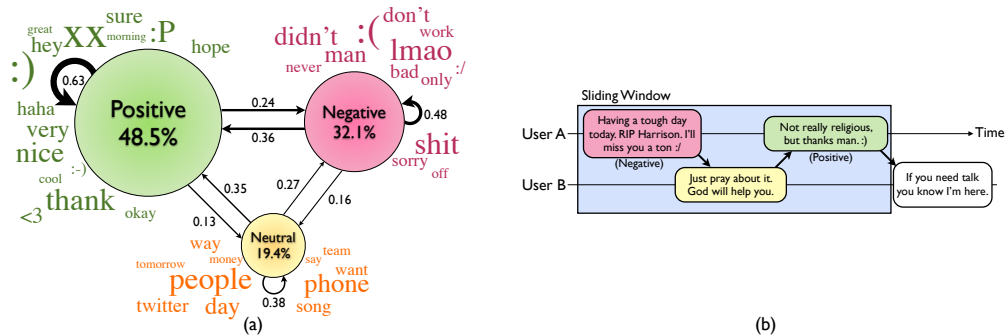 great
hey
xx
sure
morning
:P
hope
:)
0.63
haha
very
nice
cool
:-)
<3
thank
okay
Positive
48.5%
0.24
0.36
didn't
:(
don't
work
man
lmao
never
bad
only
:/
Negative
32.1%
0.48
shit
sorry
off
0.35
0.13
0.27
0.16
Neutral
19.4%
0.38
way
money
tomorrow
people
twitter
day
say
team
want
phone
song
(a)
Sliding Window
User A
Having a tough day
today. RIP Harrison. I'll
miss you a ton :/
(Negative)
Not really religious,
but thanks man. :)
(Positive)
Time
User B
Just pray about it.
God will help you.
If you need talk
you know I'm here.
(b)